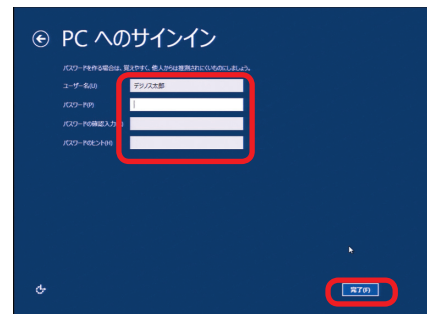 PC へのサインイン
パスワードを作る場合は、覚えやすく、他人からは推測されにくいものにしましょう。
ユーザー名(U)
デジノス太郎
パスワード(P)
パスワードの確認入力
パスワードのヒント(H)
完了(F)